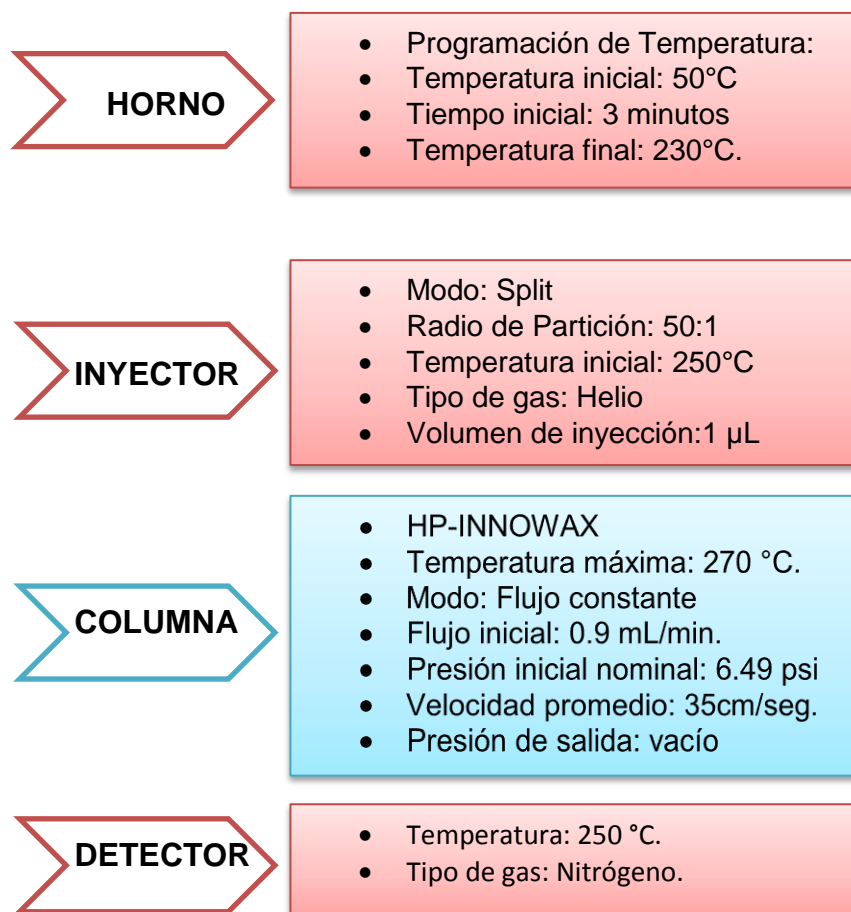 HORNO
• Programación de Temperatura:
• Temperatura inicial: 50°C
• Tiempo inicial: 3 minutos
• Temperatura final: 230°C.
INYECTOR
• Modo: Split
• Radio de Partición: 50:1
• Temperatura inicial: 250°C
• Tipo de gas: Helio
• Volumen de inyección:1 µL
COLUMNA
• HP-INNOWAX
• Temperatura máxima: 270 °C.
• Modo: Flujo constante
• Flujo inicial: 0.9 mL/min.
• Presión inicial nominal: 6.49 psi
• Velocidad promedio: 35cm/seg.
• Presión de salida: vacío
DETECTOR
• Temperatura: 250 °C.
• Tipo de gas: Nitrógeno.